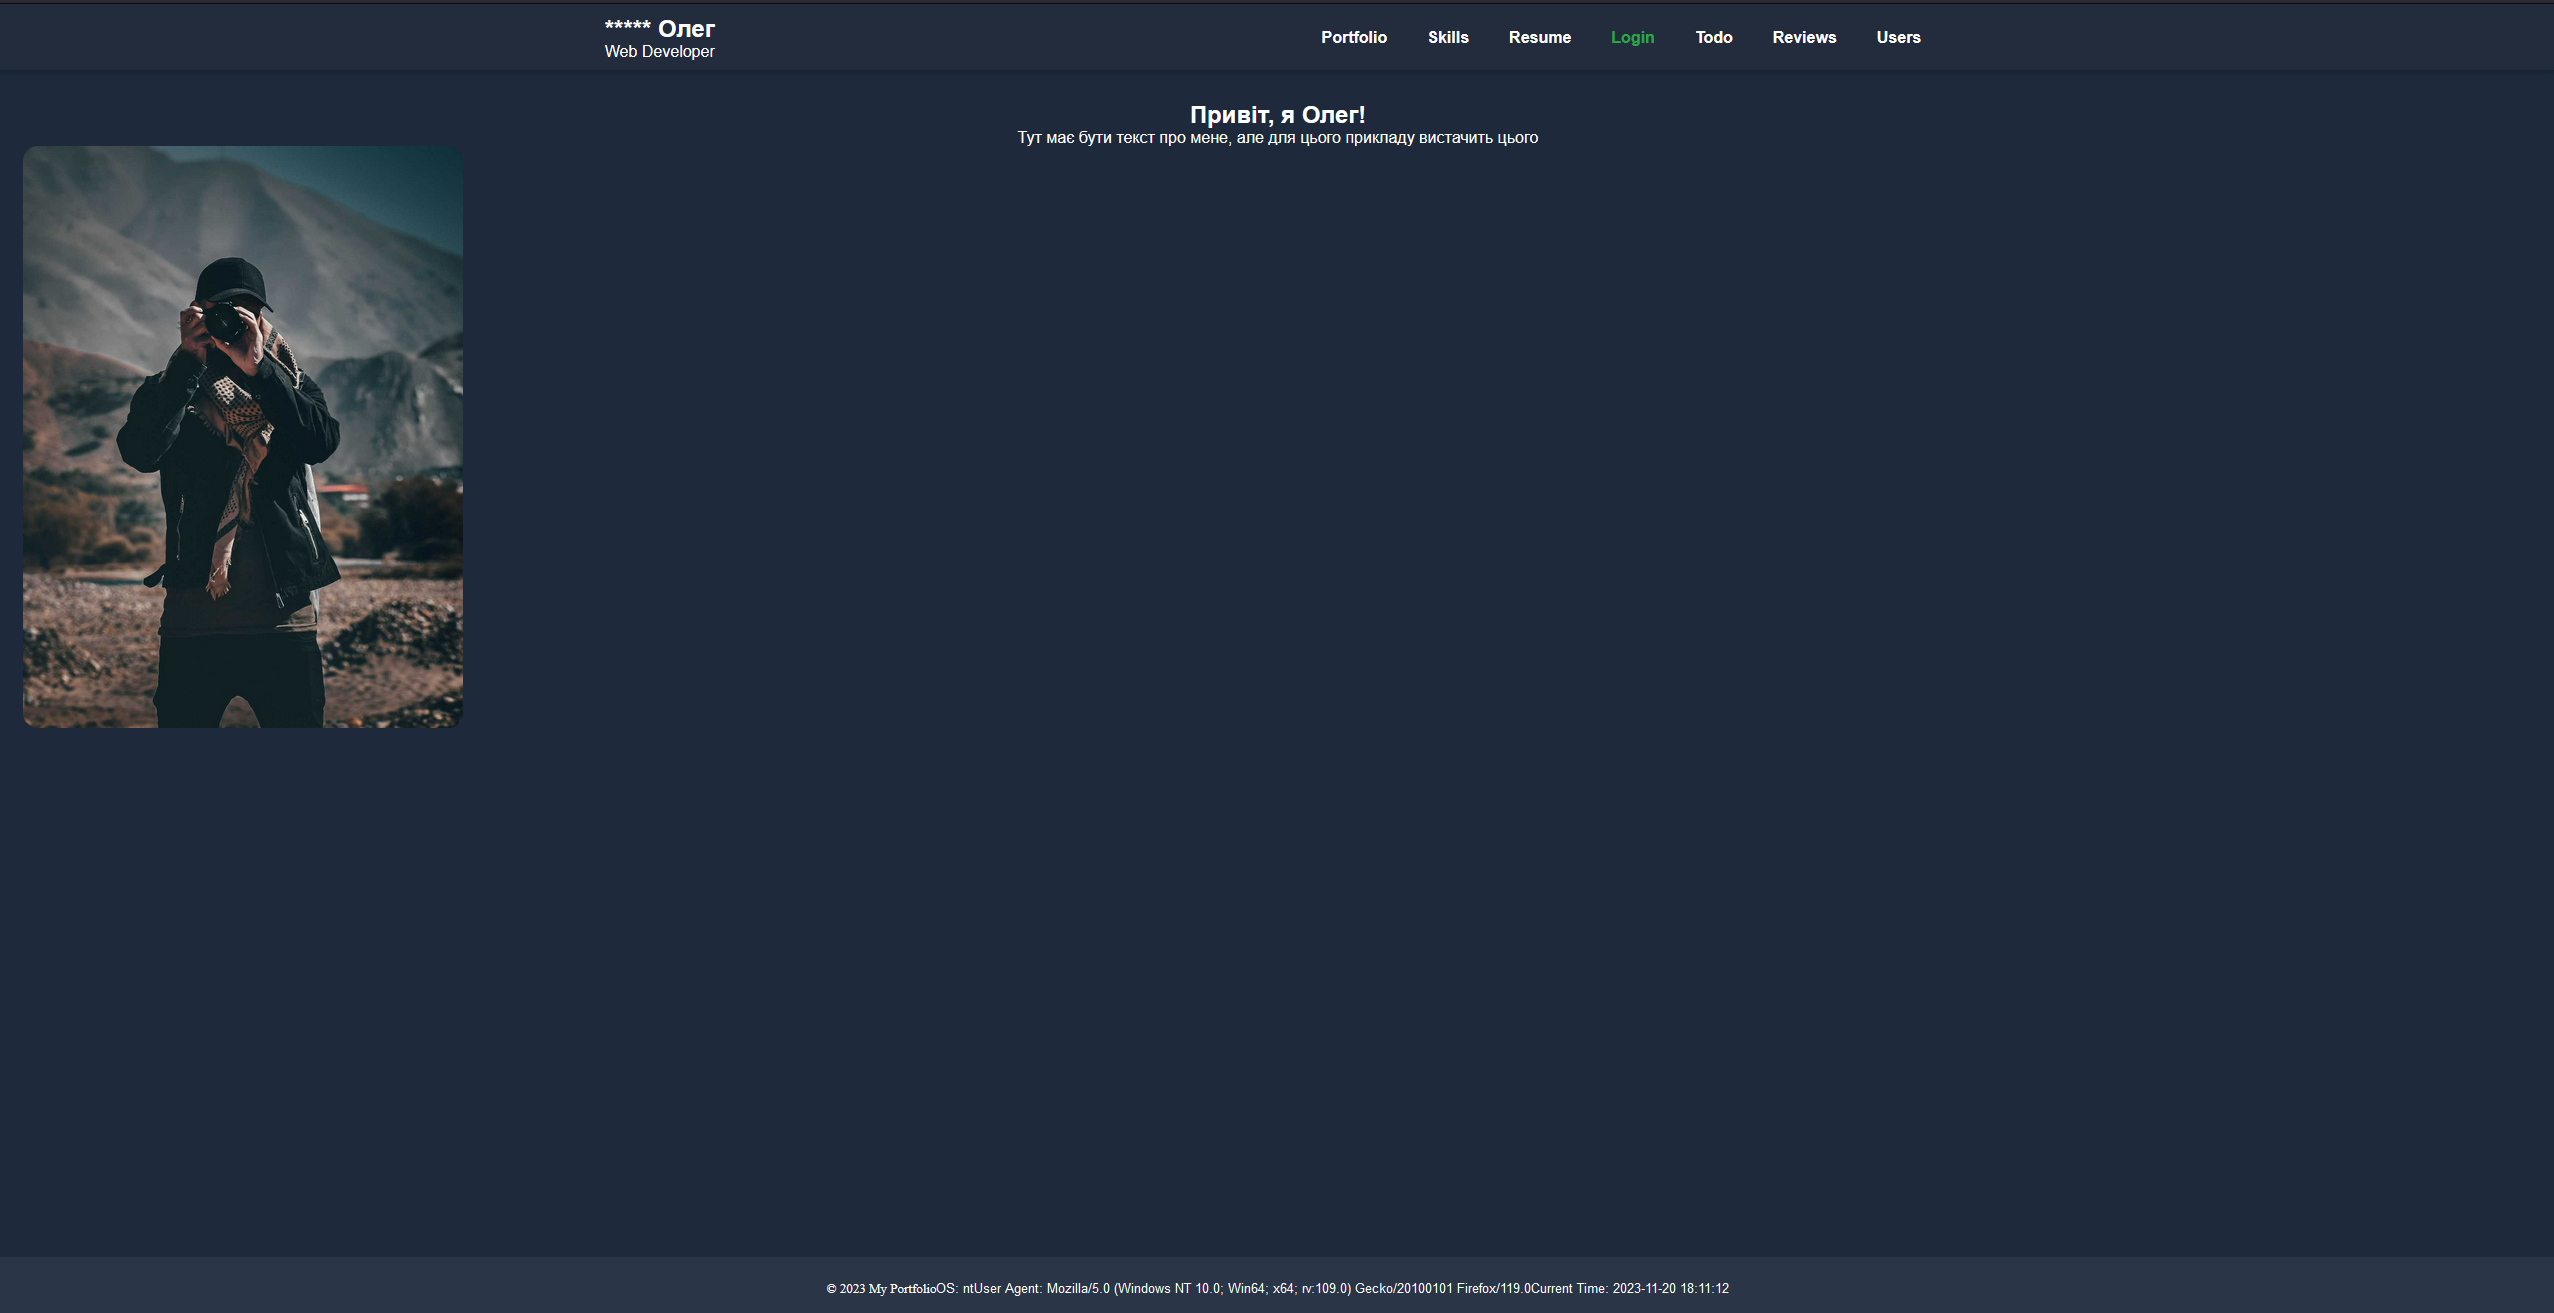 ***** Олег
Web Developer
Portfolio Skills Resume Login Todo Reviews Users
Привіт, я Олег!
Тут має бути текст про мене, але для цього прикладу вистачить цього
© 2023 My PortfolioOS: ntUser Agent: Mozilla/5.0 (Windows NT 10.0; Win64; x64; rv:109.0) Gecko/20100101 Firefox/119.0Current Time: 2023-11-20 18:11:12